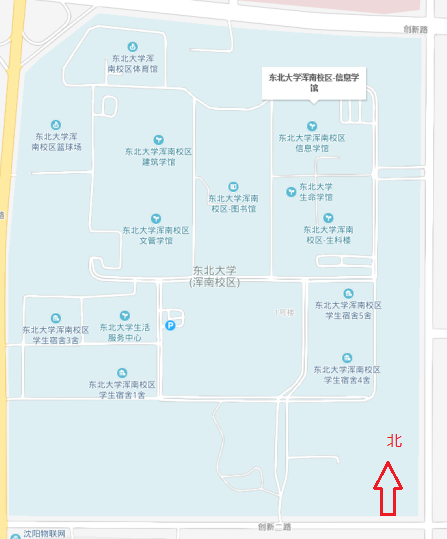 创新路
东北大学浑
南校区体育馆
东北大学浑南校区-信息学
馆
东北大学浑
南校区篮球场
东北大学浑南校区
建筑学馆
东北大学浑南校区
信息学馆
东北大学浑南
校区-图书馆
东北大学
生命学馆
东北大学浑南校区
文管学馆
东北大学浑南
校区-生科楼
路
东北大学
(浑南校区)
东北大学浑南校区
学生宿舍5舍
1号楼
东北大学浑南校区
学生宿舍3舍
东北大学生活
服务中心
P
东北大学浑南校区
学生宿舍4舍
东北大学浑南校区
学生宿舍1舍
北
创新二路
沈阳物联网